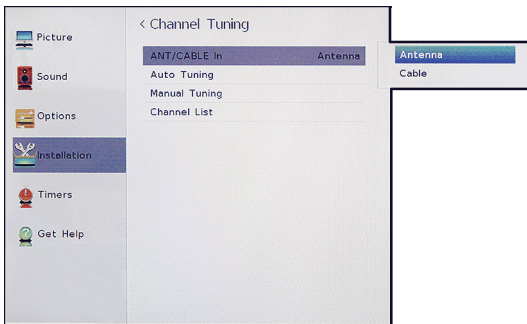 Picture
Sound
Options
Installation
Timers
Get Help
< Channel Tuning
ANT/CABLE In Antenna
Auto Tuning
Manual Tuning
Channel List
Antenna
Cable